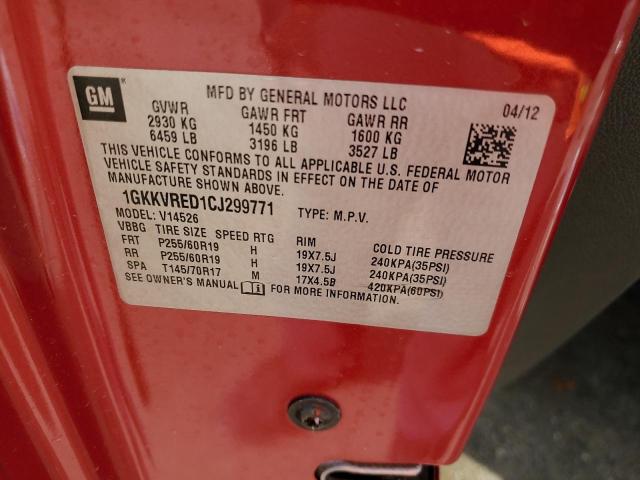 GM
MFD BY GENERAL MOTORS LLC
04/12
GVWR GAWR FRT GAWR RR
2930 KG 1450 KG 1600 KG
6459 LB 3196 LB 3527 LB
THIS VEHICLE CONFORMS TO ALL APPLICABLE U.S. FEDERAL MOTOR
VEHICLE SAFETY STANDARDS IN EFFECT ON THE DATE OF
MANUFACTURE SHOWN ABOVE.
1GKKVRED1CJ299771 TYPE: M.P.V.
MODEL: V14526
VBBG TIRE SIZE SPEED RTG RIM COLD TIRE PRESSURE
FRT P255/60R19 H 19X7.5J 240KPA(35PSI)
RR P255/60R19 H 19X7.5J 240KPA(35PSI)
SPA T145/70R17 M 17X4.5B 420KPA(60PSI)
SEE OWNER'S MANUAL i FOR MORE INFORMATION.